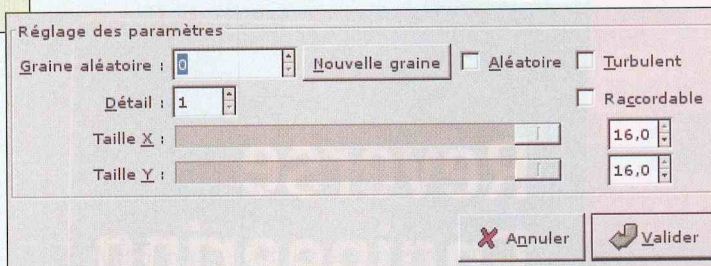 Réglage des paramètres
Graine aléatoire : 0 Nouvelle graine Aléatoire Turbulent
Détail : 1 Raccordable
Taille X : 16,0
Taille Y : 16,0
Annuler Valider